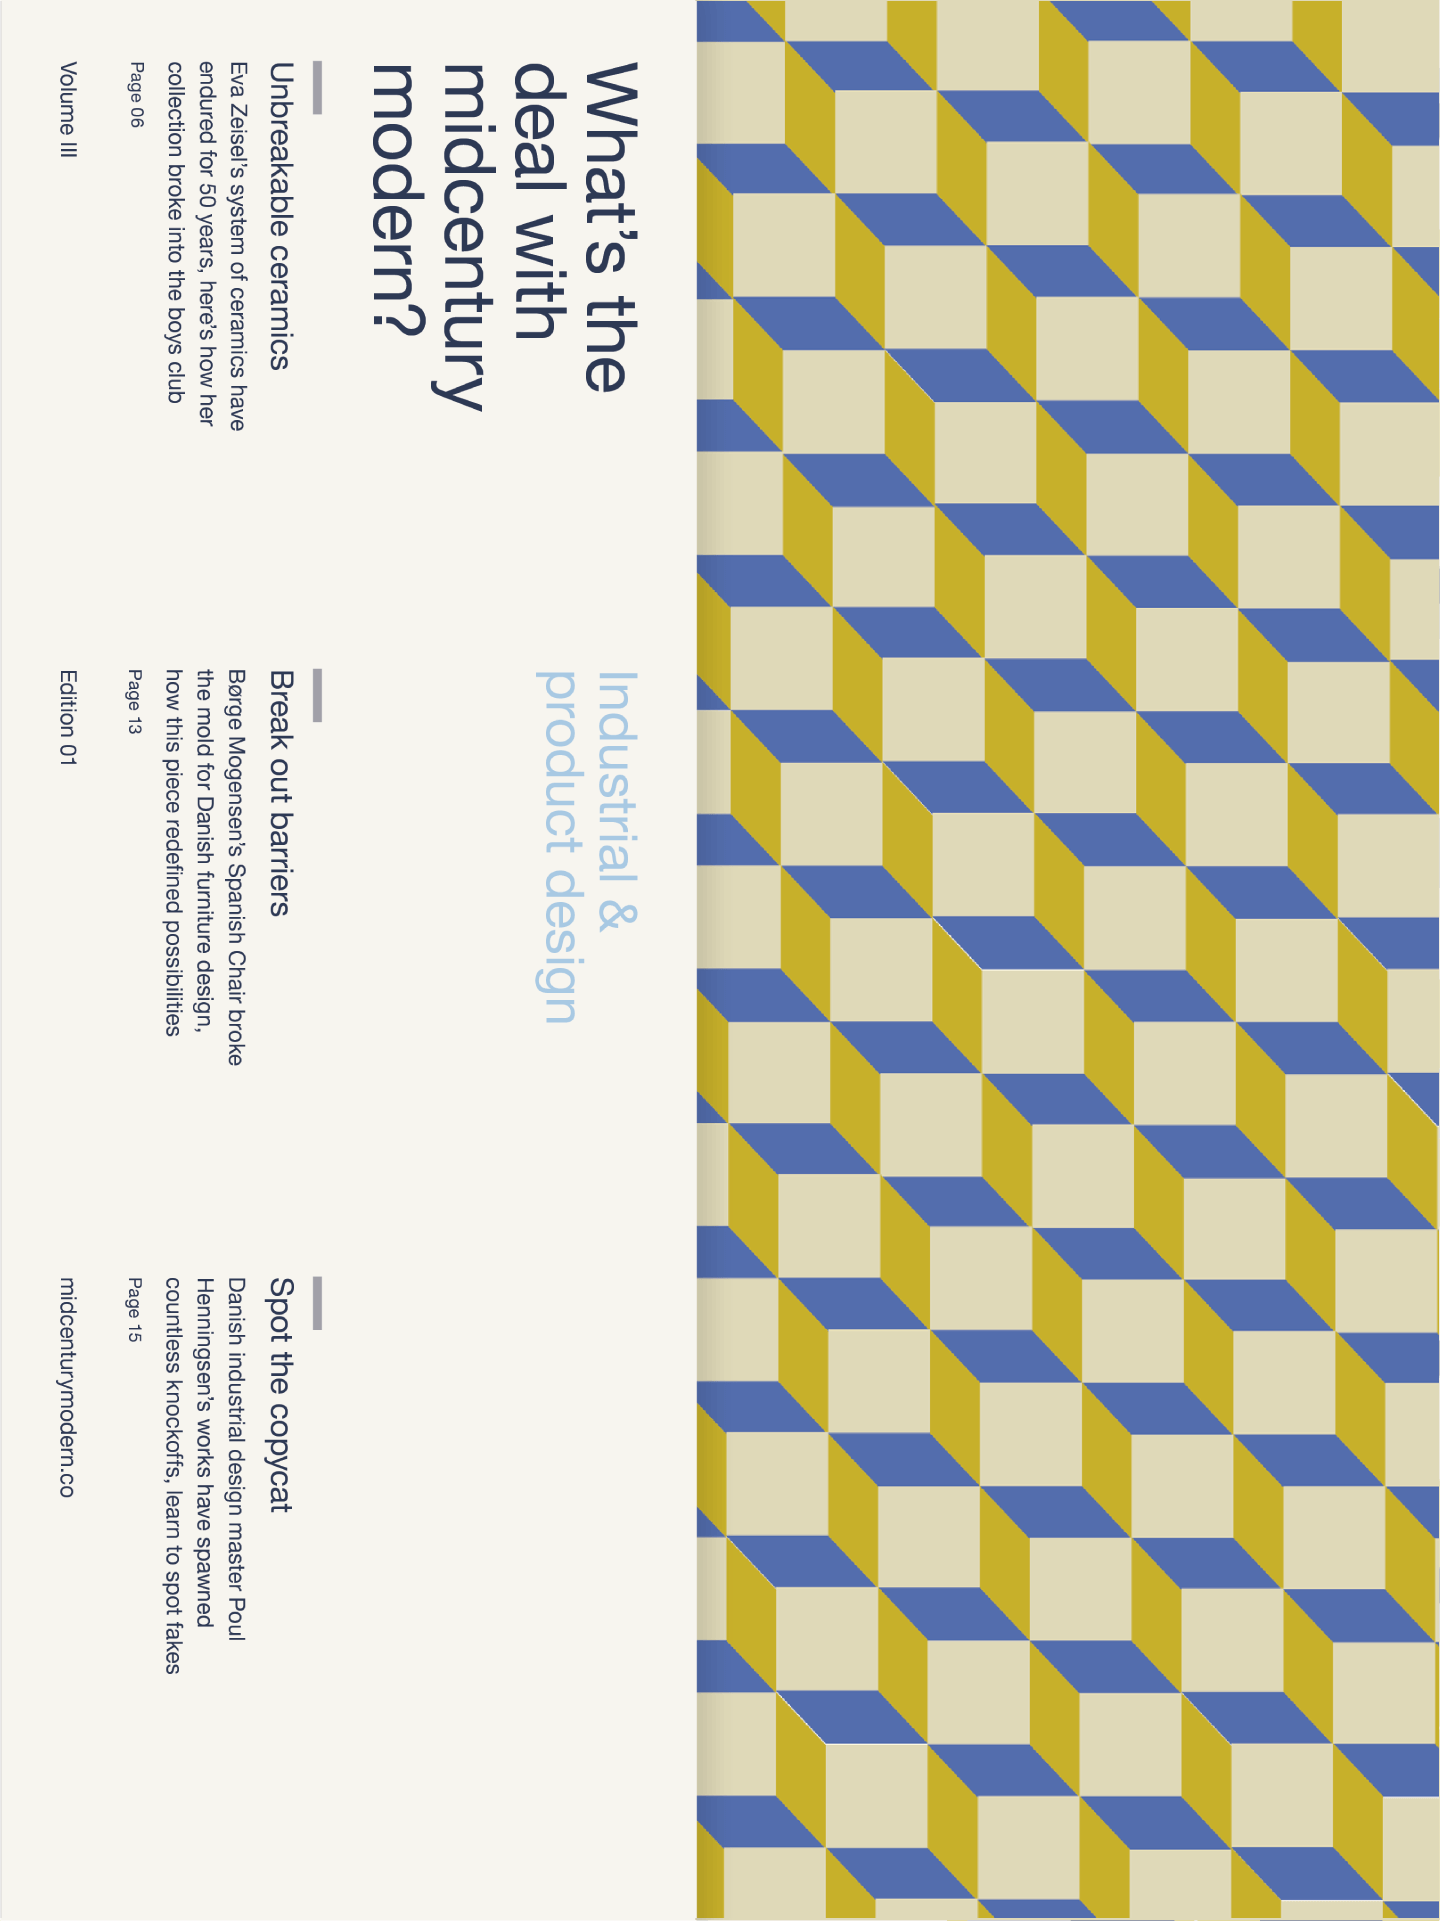 What’s the
deal with
midcentury
modern?
Industrial &
product design
Unbreakable ceramics
Eva Zeisel’s system of ceramics have
endured for 50 years, here’s how her
collection broke into the boys club
Page 06
Break out barriers
Børge Mogensen’s Spanish Chair broke
the mold for Danish furniture design,
how this piece redefined possibilities
Page 13
Spot the copycat
Danish industrial design master Poul
Henningsen’s works have spawned
countless knockoffs, learn to spot fakes
Page 15
Volume III
Edition 01
midcenturymodern.co